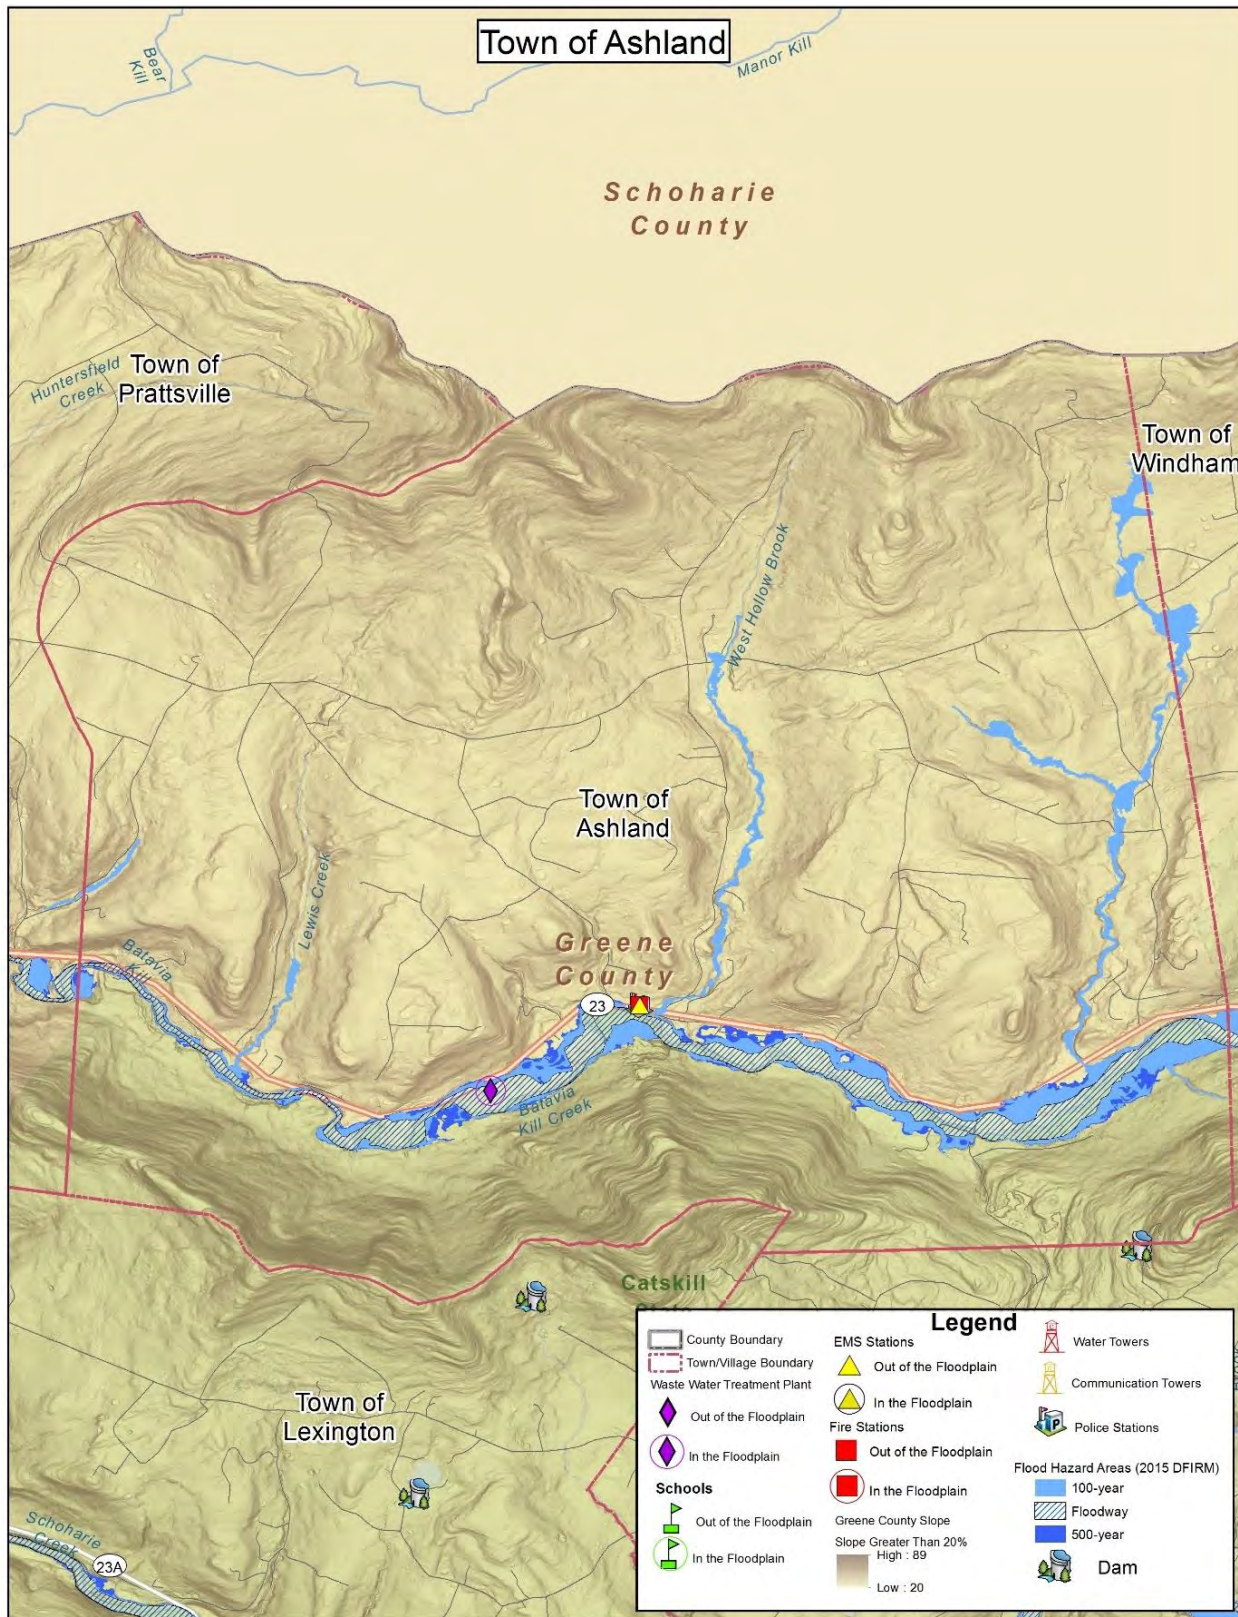 Town of Ashland
Bear
Kill
Manor Kill
Schoharie
County
Huntersfield
Creek
Town of
Prattsville
Town of
Windham
West Hollow Brook
Town of
Ashland
Lewis Creek
Batavia
Kill
Greene
County
23
Batavia
Kill Creek
Catskill
Town of
Lexington
Schoharie
Creek
23A
Legend
County Boundary
Town/Village Boundary
Waste Water Treatment Plant
Out of the Floodplain
In the Floodplain
Schools
Out of the Floodplain
In the Floodplain
EMS Stations
Out of the Floodplain
In the Floodplain
Fire Stations
Out of the Floodplain
In the Floodplain
Greene County Slope
Slope Greater Than 20%
High : 89
Low : 20
Water Towers
Communication Towers
P
Police Stations
Flood Hazard Areas (2015 DFIRM)
100-year
Floodway
500-year
Dam